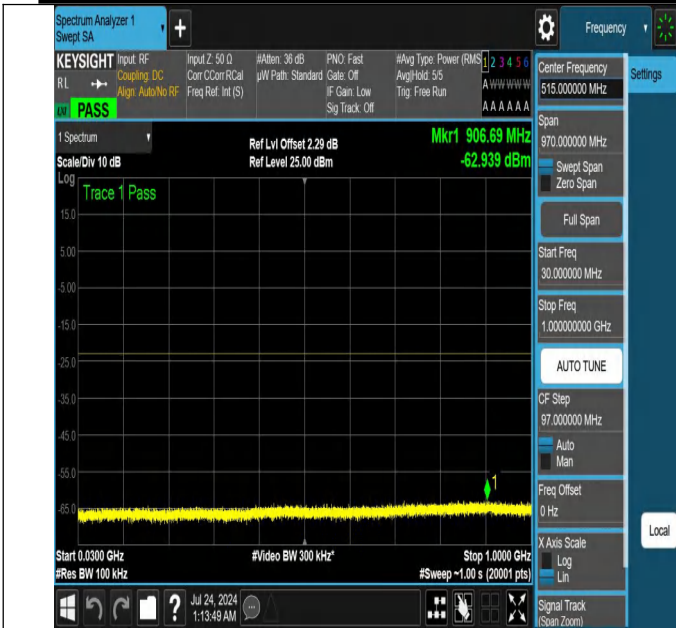 Spectrum Analyzer 1
Swept SA
+
Frequency
KEYSIGHT
RL
PASS
Input: RF
Coupling: DC
Align: Auto/No RF
Input Z: 50 Ω
Corr CCorr RCal
Freq Ref: Int (S)
#Atten: 36 dB
µW Path: Standard
PNO: Fast
Gate: Off
IF Gain: Low
Sig Track: Off
#Avg Type: Power (RMS
Avg|Hold: 5/5
Trig: Free Run
1 2 3 4 5 6
A W W W W W
A A A A A A
1 Spectrum
Scale/Div 10 dB
Log
Ref Lvl Offset 2.29 dB
Ref Level 25.00 dBm
Mkr1 906.69 MHz
-62.939 dBm
Trace 1 Pass
15.0
5.00
-5.00
-15.0
-25.0
-35.0
-45.0
-55.0
-65.0
1
Start 0.0300 GHz
#Res BW 100 kHz
#Video BW 300 kHz*
Stop 1.0000 GHz
#Sweep ~1.00 s (20001 pts)
?
Jul 24, 2024
1:13:49 AM
Center Frequency
515.000000 MHz
Span
970.000000 MHz
Swept Span
Zero Span
Full Span
Start Freq
30.000000 MHz
Stop Freq
1.000000000 GHz
AUTO TUNE
CF Step
97.000000 MHz
Auto
Man
Freq Offset
0 Hz
X Axis Scale
Log
Lin
Signal Track
(Span Zoom)
Settings
Local